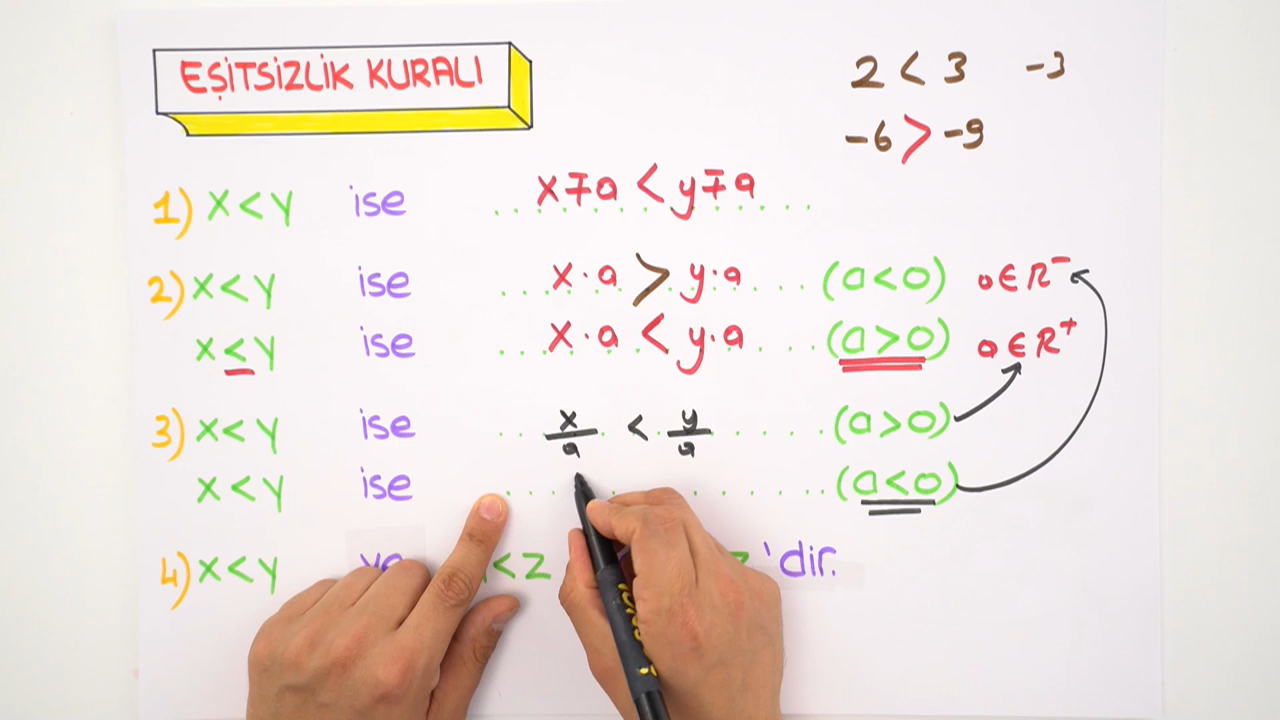 EŞİTSİZLİK KURALI
2 < 3 -3
-6 > -9
1) x < y ise x∓a < y∓a
2) x < y ise x·a > y·a (a<0) a∈R⁻
x ≤ y ise x·a < y·a (a>0) a∈R⁺
3) x < y ise x/a < y/a (a>0)
x < y ise (a<0)
4) x < y <z 'dir.